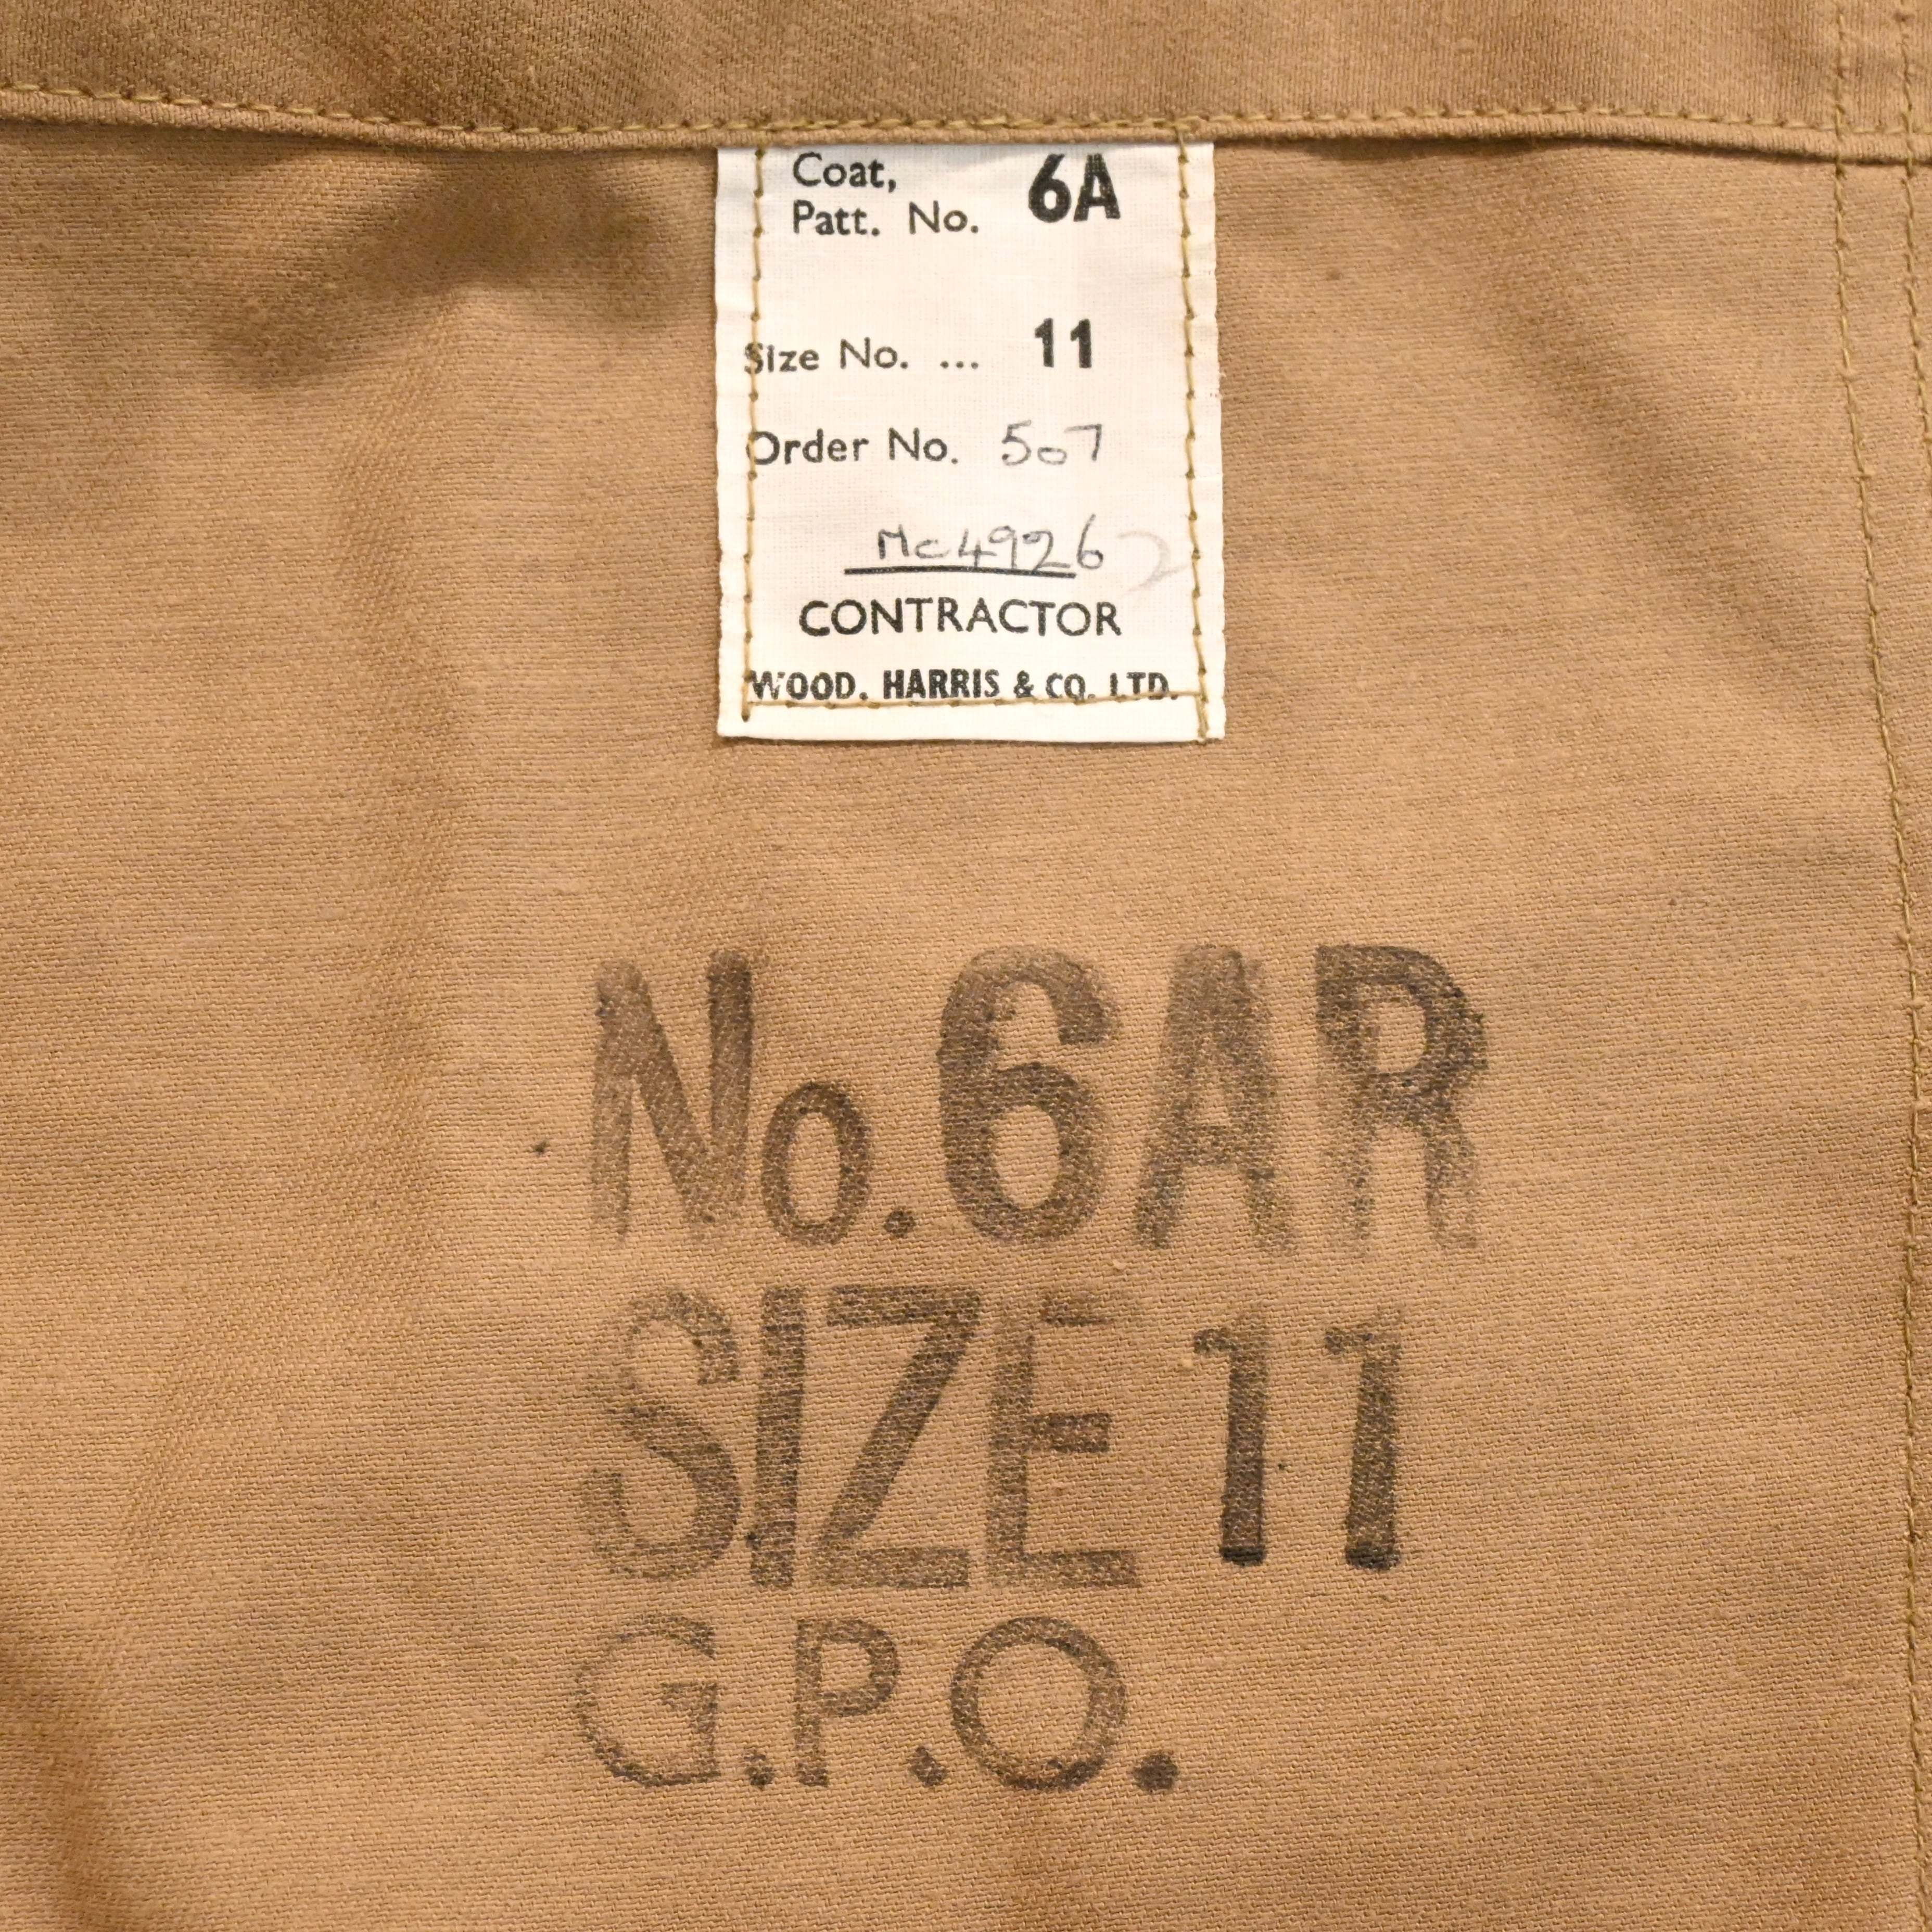 Coat,
Patt. No. 6A
Size No. ... 11
Order No. 507
Mc49262
CONTRACTOR
WOOD, HARRIS & CO. LTD.
No. 6AR
SIZE 11
G.P.O.